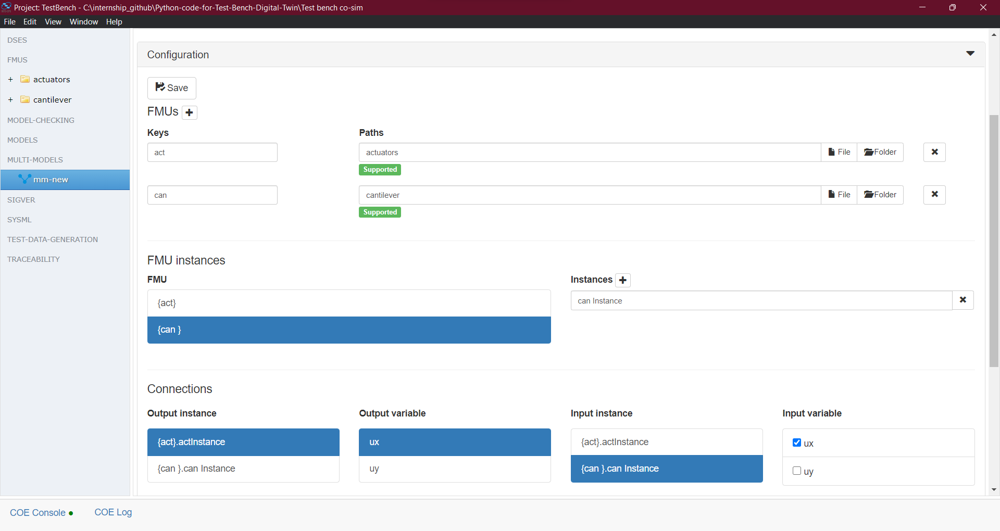 Project: TestBench - C:\internship_github\Python-code-for-Test-Bench-Digital-Twin\Test bench co-sim
File Edit View Window Help
DSES
FMUS
+ actuators
+ cantilever
MODEL-CHECKING
MODELS
MULTI-MODELS
mm-new
SIGVER
SYSML
TEST-DATA-GENERATION
TRACEABILITY
Configuration
Save
FMUs
Keys Paths
act actuators File Folder
Supported
can cantilever File Folder
Supported
FMU instances
FMU Instances
{act} can Instance
{can }
Connections
Output instance Output variable Input instance Input variable
{act}.actInstance ux {act}.actInstance ux
{can }.can Instance uy {can }.can Instance uy
COE Console COE Log